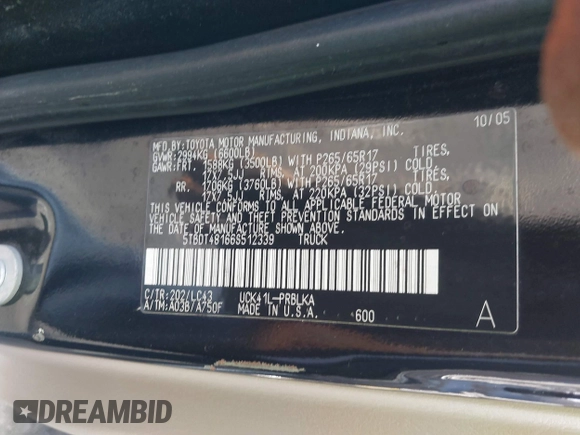 10/05
MFD.BY:TOYOTA MOTOR MANUFACTURING, INDIANA, INC.
GVWR:2994KG (6600LB)
GAWR:FRT. 1588KG (3500LB) WITH P265/65R17 TIRES,
17X7.5JJ RIMS, AT 200KPA (29PSI) COLD.
RR. 1706KG (3760LB) WITH P265/65R17 TIRES,
17X7.5JJ RIMS, AT 220KPA (32PSI) COLD.
THIS VEHICLE CONFORMS TO ALL APPLICABLE FEDERAL MOTOR
VEHICLE SAFETY AND THEFT PREVENTION STANDARDS IN EFFECT
ON THE DATE OF MANUFACTURE SHOWN ABOVE.
5TBDT48166S512339 TRUCK
C/TR:202/LC43 UCK41L-PRBLKA
A/TM:A03B/A750F MADE IN U.S.A. 600
A
DREAMBID